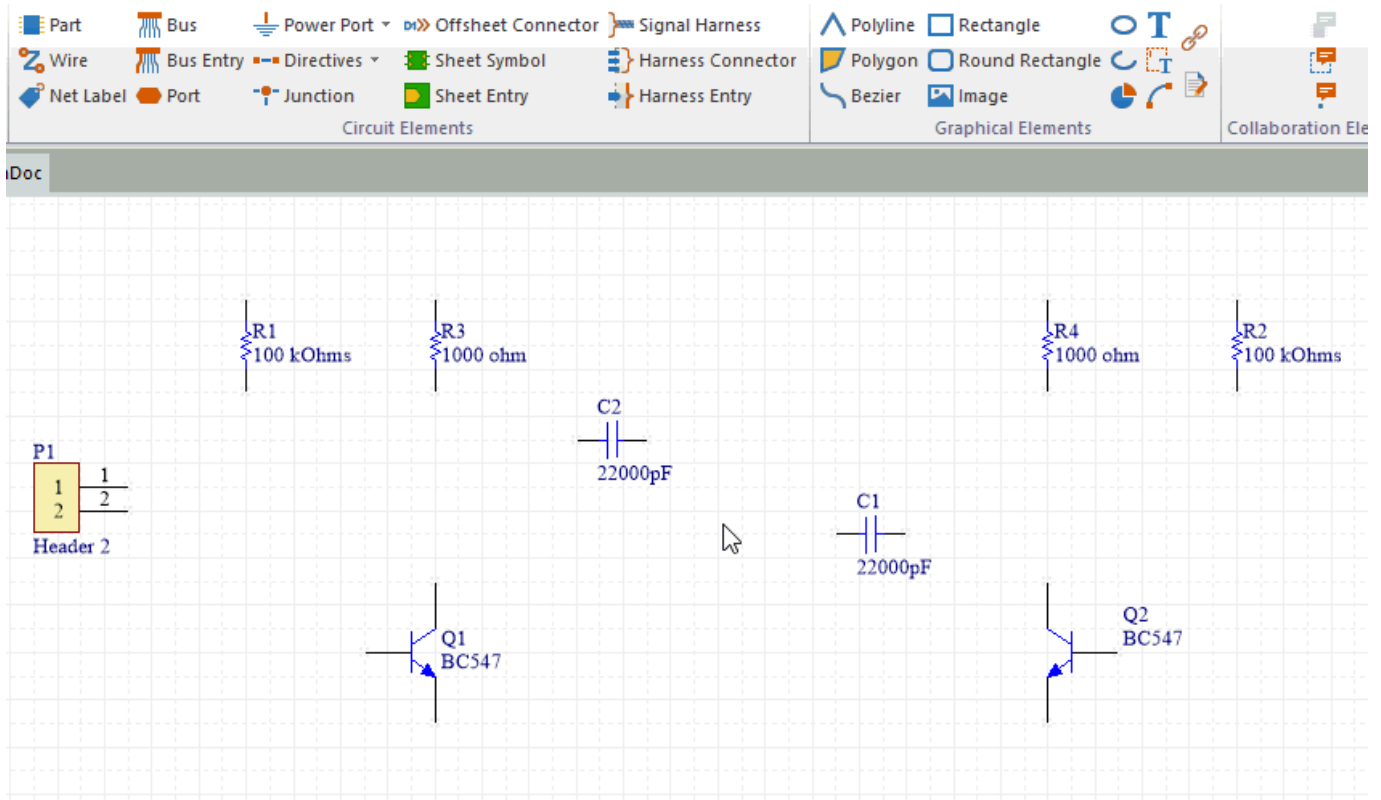 Part Bus Power Port Offsheet Connector Signal Harness Polyline Rectangle T
Wire Bus Entry Directives Sheet Symbol Harness Connector Polygon Round Rectangle T
Net Label Port Junction Sheet Entry Harness Entry Bezier Image
Circuit Elements Graphical Elements Collaboration Ele
Doc
R1
100 kOhms
R3
1000 ohm
R4
1000 ohm
R2
100 kOhms
C2
22000pF
P1
1 1
2 2
Header 2
C1
22000pF
Q1
BC547
Q2
BC547